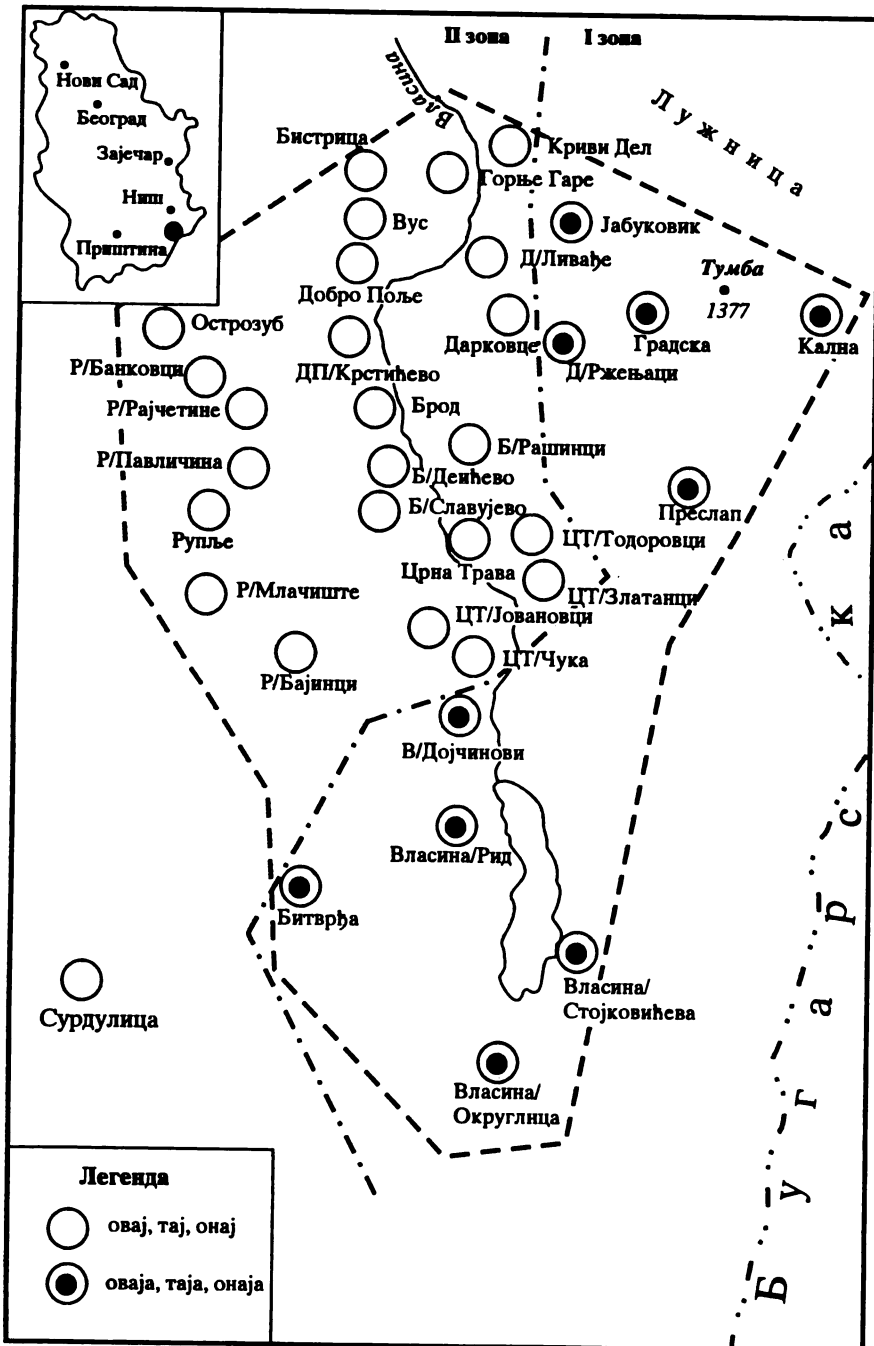 II зона
I зона
Нови Сад
Београд
Зајечар
Ниш
Приштина
Власина
Лужница
Бистрица
Криви Дел
Горње Гаре
Вус
Јабуковик
Д/Ливађе
Тумба
1377
Добро Поље
Острозуб
Дарковце
Градска
Кална
Р/Банковци
ДП/Крстићево
Д/Ржењаци
Р/Рајчетине
Брод
Б/Рашинци
Р/Павличина
Б/Деићево
Преслап
Б/Славујево
Рупље
ЦТ/Тодоровци
Црна Трава
Р/Млачиште
ЦТ/Златанци
ЦТ/Јовановци
ЦТ/Чука
Р/Бајинци
В/Дојчинови
Власина/Рид
Битврђа
Власина/
Стојковићева
Сурдулица
Власина/
Округлица
Бугарска
Легенда
овај, тај, онај
оваја, таја, онаја